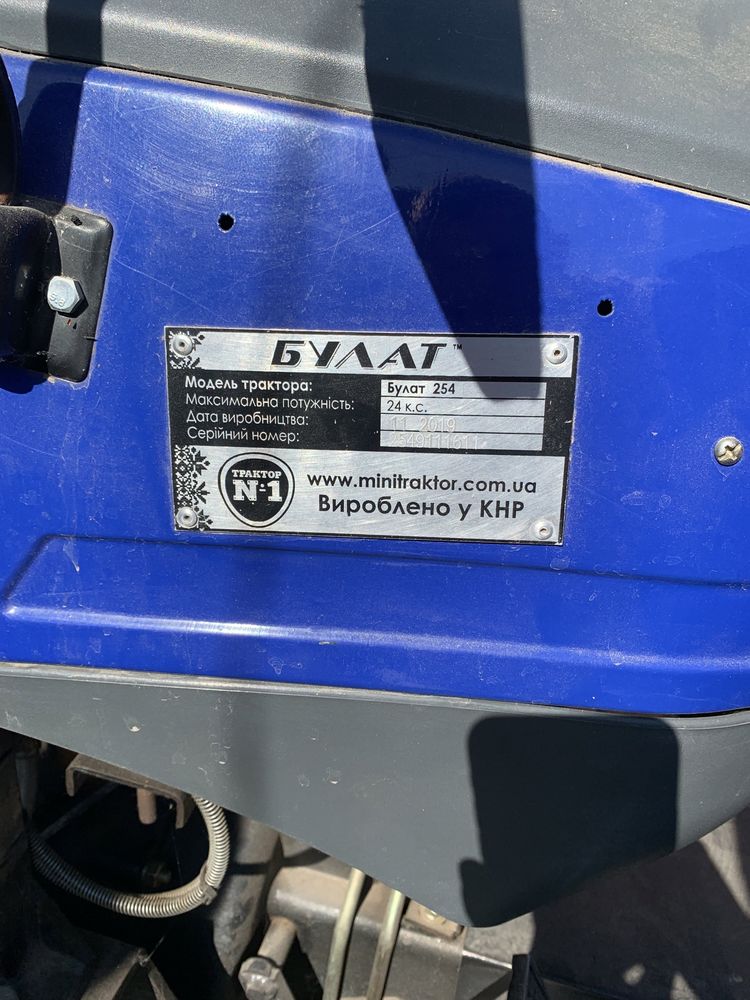 БУЛАТ™
Модель трактора: Булат 254
Максимальна потужність: 24 к.с.
Дата виробництва: 11 2019
Серійний номер:
ТРАКТОР
№1
www.minitraktor.com.ua
Вироблено у КНР